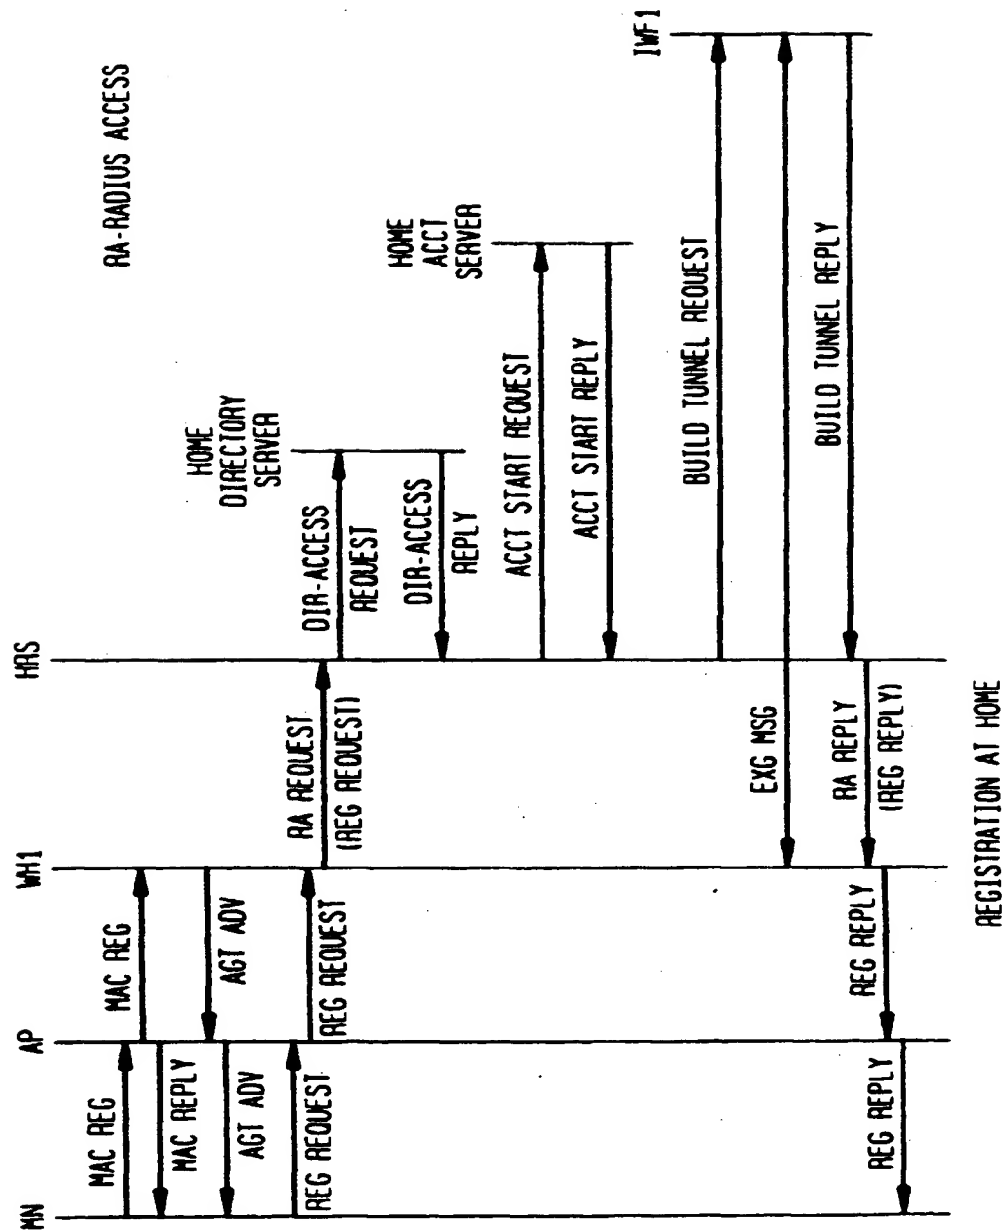 RA-RADIUS ACCESS
MN
AP
WH1
HRS
HOME
DIRECTORY
SERVER
HOME
ACCT
SERVER
IWF1
MAC REG
MAC REG
MAC REPLY
AGT ADV
AGT ADV
REG REQUEST
REG REQUEST
RA REQUEST
(REG REQUEST)
DIR-ACCESS
REQUEST
DIR-ACCESS
REPLY
ACCT START REQUEST
ACCT START REPLY
BUILD TUNNEL REQUEST
EXG MSG
BUILD TUNNEL REPLY
RA REPLY
(REG REPLY)
REG REPLY
REG REPLY
REGISTRATION AT HOME